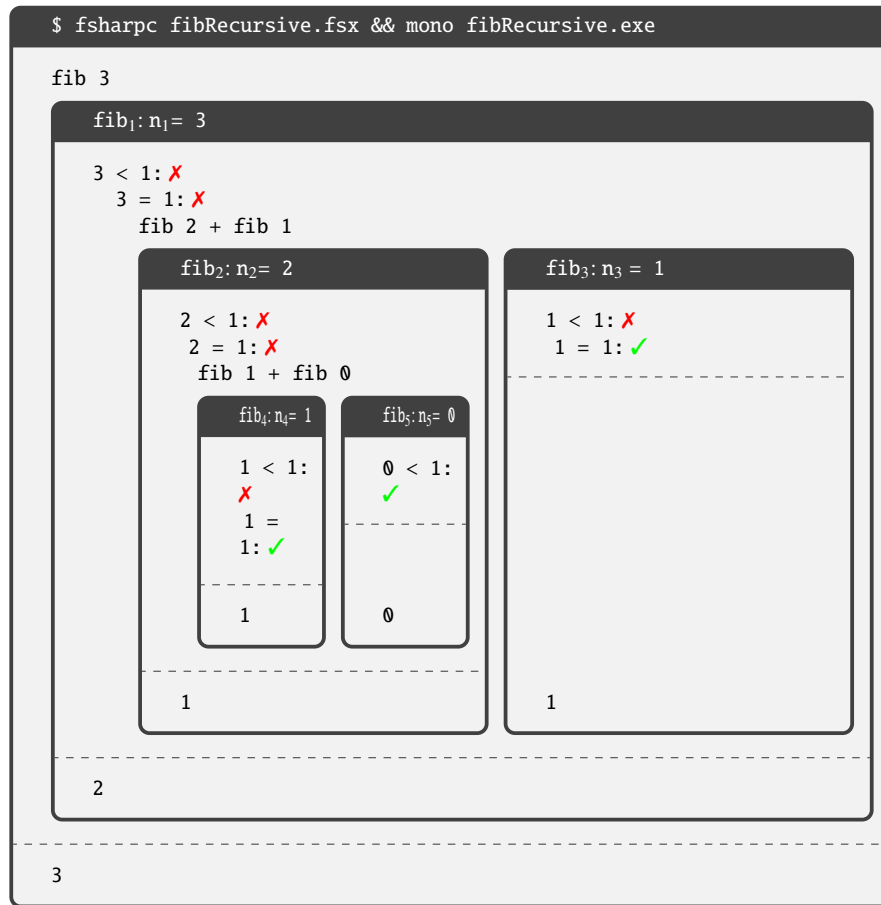 $ fsharpc fibRecursive.fsx && mono fibRecursive.exe
fib 3
fib₁: n₁= 3
3 < 1: ✗
3 = 1: ✗
fib 2 + fib 1
fib₂: n₂= 2
2 < 1: ✗
2 = 1: ✗
fib 1 + fib 0
fib₄: n₄= 1
1 < 1:
✗
1 =
1: ✓
1
fib₅: n₅= 0
0 < 1:
✓
0
1
fib₃: n₃ = 1
1 < 1: ✗
1 = 1: ✓
1
2
3